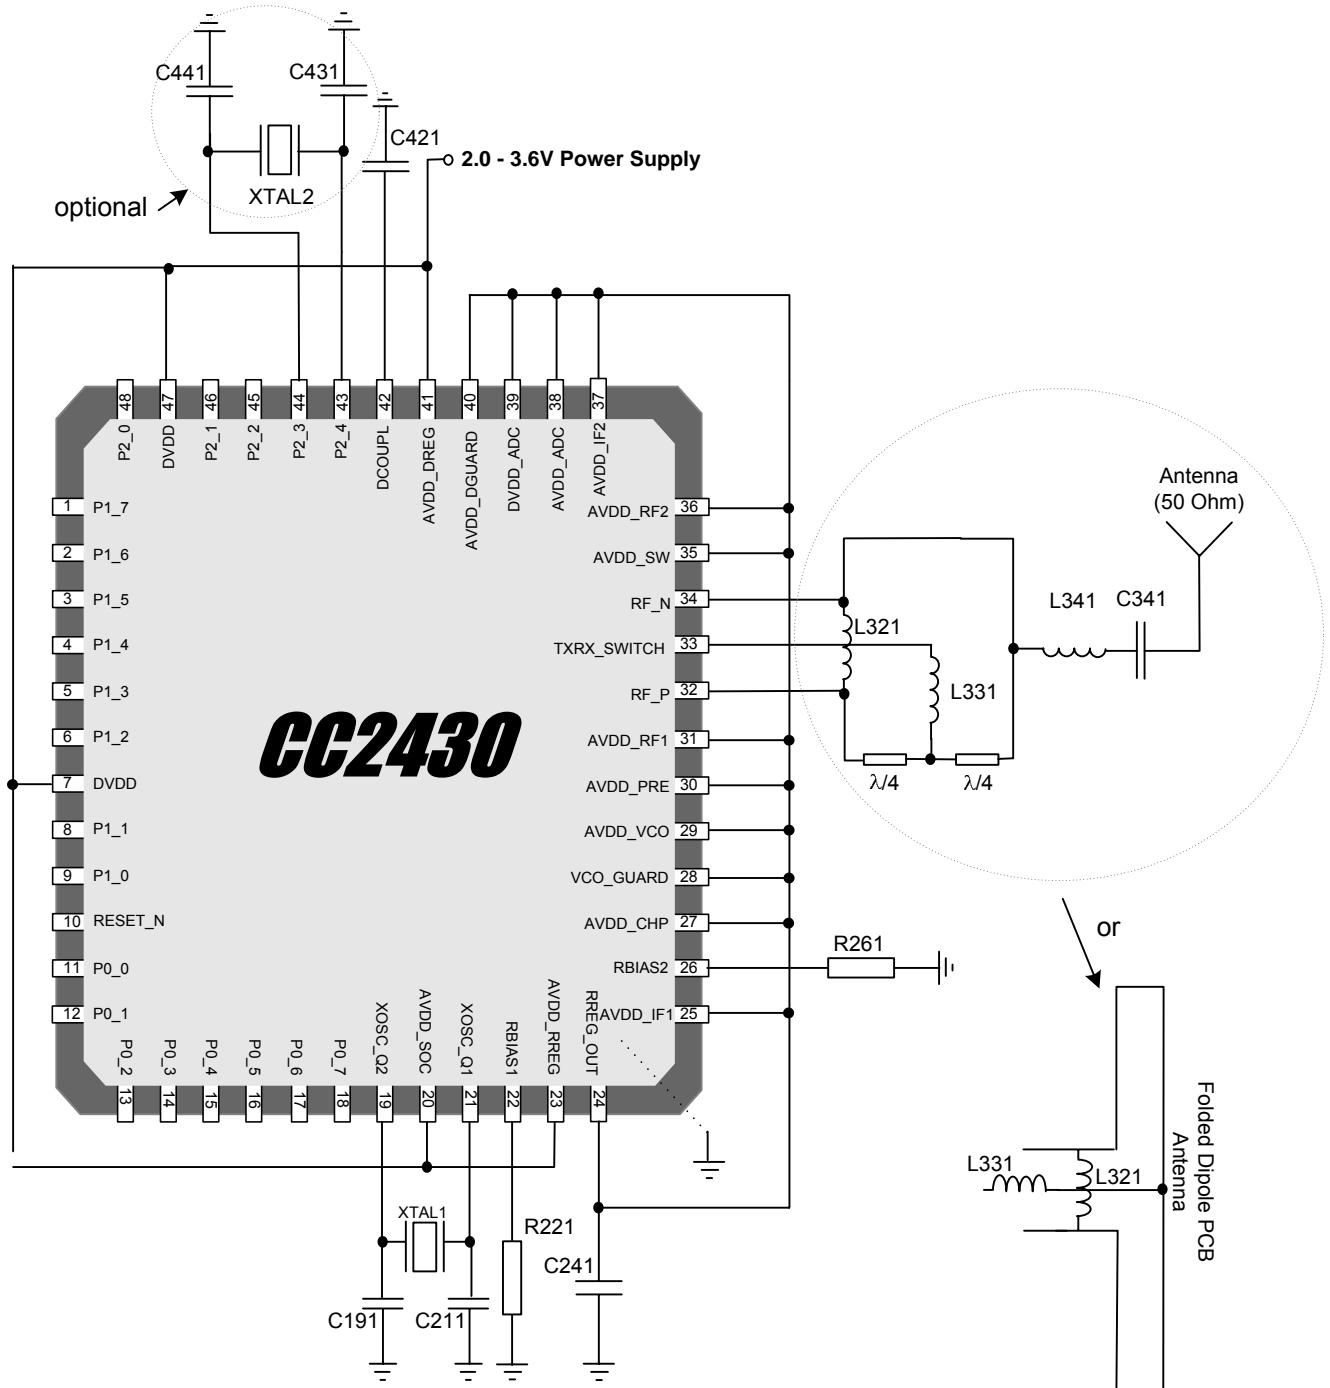 C441
C431
C421
2.0 - 3.6V Power Supply
optional
XTAL2
48
47
46
45
44
43
42
41
40
39
38
37
P2_0
DVDD
P2_1
P2_2
P2_3
P2_4
DCOUPL
AVDD_DREG
AVDD_DGUARD
DVDD_ADC
AVDD_ADC
AVDD_IF2
1 P1_7
2 P1_6
3 P1_5
4 P1_4
5 P1_3
6 P1_2
7 DVDD
8 P1_1
9 P1_0
10 RESET_N
11 P0_0
12 P0_1
CC2430
AVDD_RF2 36
AVDD_SW 35
RF_N 34
TXRX_SWITCH 33
RF_P 32
AVDD_RF1 31
AVDD_PRE 30
AVDD_VCO 29
VCO_GUARD 28
AVDD_CHP 27
RBIAS2 26
AVDD_IF1 25
P0_2
P0_3
P0_4
P0_5
P0_6
P0_7
XOSC_Q2
AVDD_SOC
XOSC_Q1
RBIAS1
AVDD_RREG
RREG_OUT
13
14
15
16
17
18
19
20
21
22
23
24
Antenna
(50 Ohm)
L341
C341
L321
L331
λ/4
λ/4
R261
or
XTAL1
R221
C241
C191
C211
L331
L321
Folded Dipole PCB
Antenna